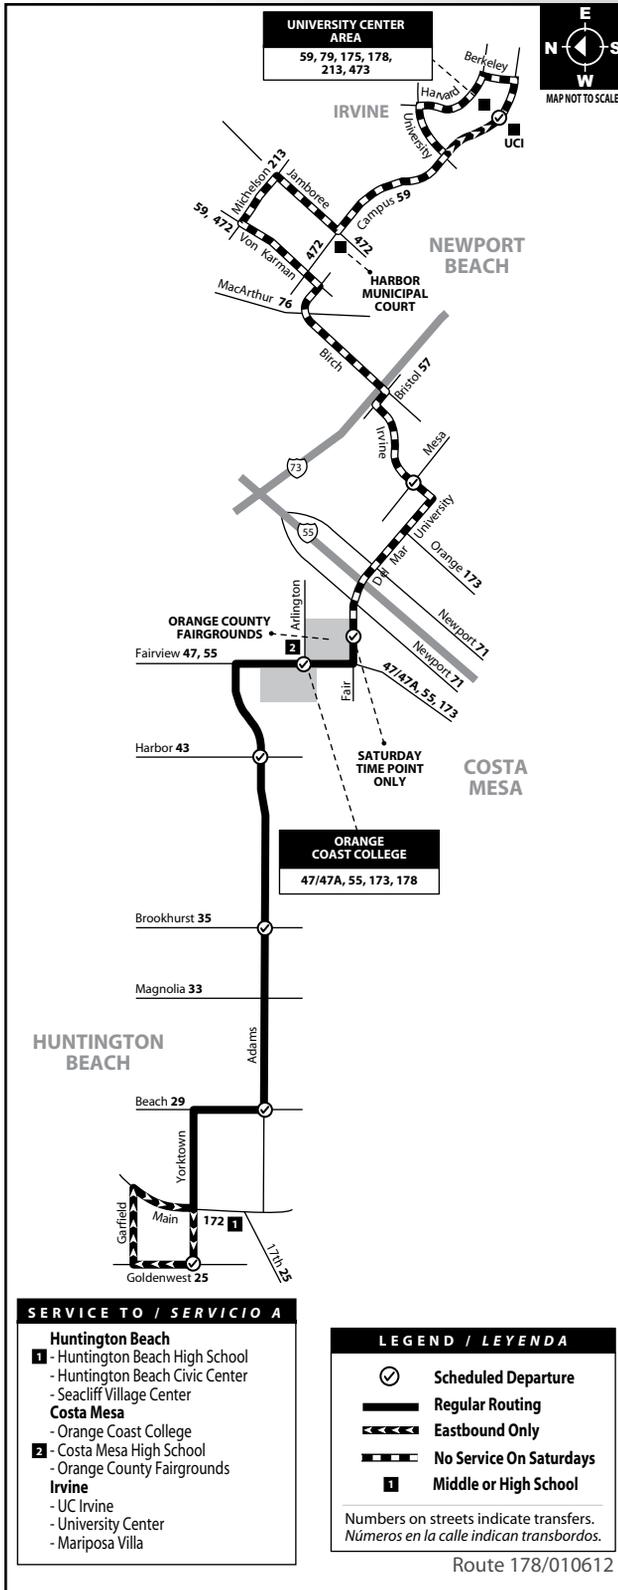 UNIVERSITY CENTER
AREA
59, 79, 175, 178,
213, 473
E
N
S
W
MAP NOT TO SCALE
Berkeley
Harvard
IRVINE
University
UCI
Michelson 213
Jamboree
Campus 59
59, 472
Von Karman
472
472
NEWPORT
BEACH
HARBOR
MUNICIPAL
COURT
MacArthur 76
Birch
Bristol 57
Irvine
Mesa
73
University
55
Del Mar
Orange 173
Arlington
Newport 71
ORANGE COUNTY
FAIRGROUNDS
2
Newport 71
Fairview 47, 55
47/47A, 55, 173
Fair
Harbor 43
SATURDAY
TIME POINT
ONLY
COSTA
MESA
ORANGE
COAST COLLEGE
47/47A, 55, 173, 178
Brookhurst 35
Magnolia 33
HUNTINGTON
BEACH
Adams
Beach 29
Yorktown
Garfield
Main
172 1
17th 25
Goldenwest 25
SERVICE TO / SERVICIO A
Huntington Beach
1 - Huntington Beach High School
- Huntington Beach Civic Center
- Seacliff Village Center
Costa Mesa
- Orange Coast College
2 - Costa Mesa High School
- Orange County Fairgrounds
Irvine
- UC Irvine
- University Center
- Mariposa Villa
LEGEND / LEYENDA
Scheduled Departure
Regular Routing
Eastbound Only
No Service On Saturdays
1 Middle or High School
Numbers on streets indicate transfers.
Números en la calle indican transbordos.
Route 178/010612